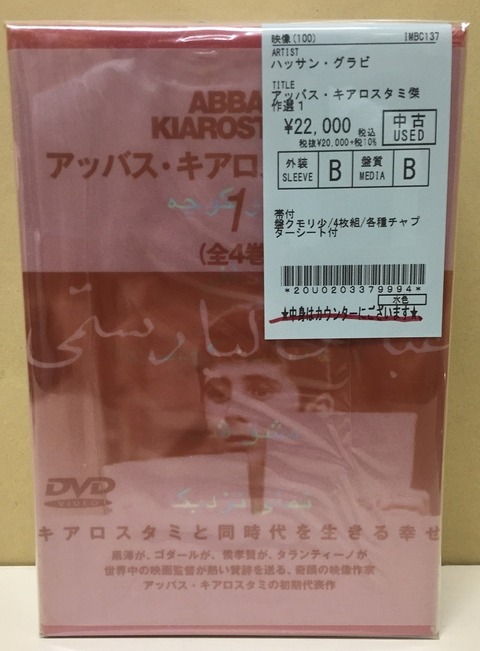 映像(100) IMBC137
ARTIST
ハッサン・グラビ
TITLE
アッバス・キアロスタミ傑
作選1
¥22,000 税込
税抜¥20,000+税10%
中古
USED
外装
SLEEVE
B
盤質
MEDIA
B
帯付
盤クモリ少/4枚組/各種チャプ
ターシート付
*20U0203379994*
水色
★中身はカウンターにございます★
ABBA
KIAROST
アッバス・キアロ
1
(全4巻
DVD
VIDEO
キアロスタミと同時代を生きる幸せ
黒澤が、ゴダールが、侯孝賢が、タランティーノが
世界中の映画監督が熱い賛辞を送る、奇蹟の映像作家
アッバス・キアロスタミの初期代表作